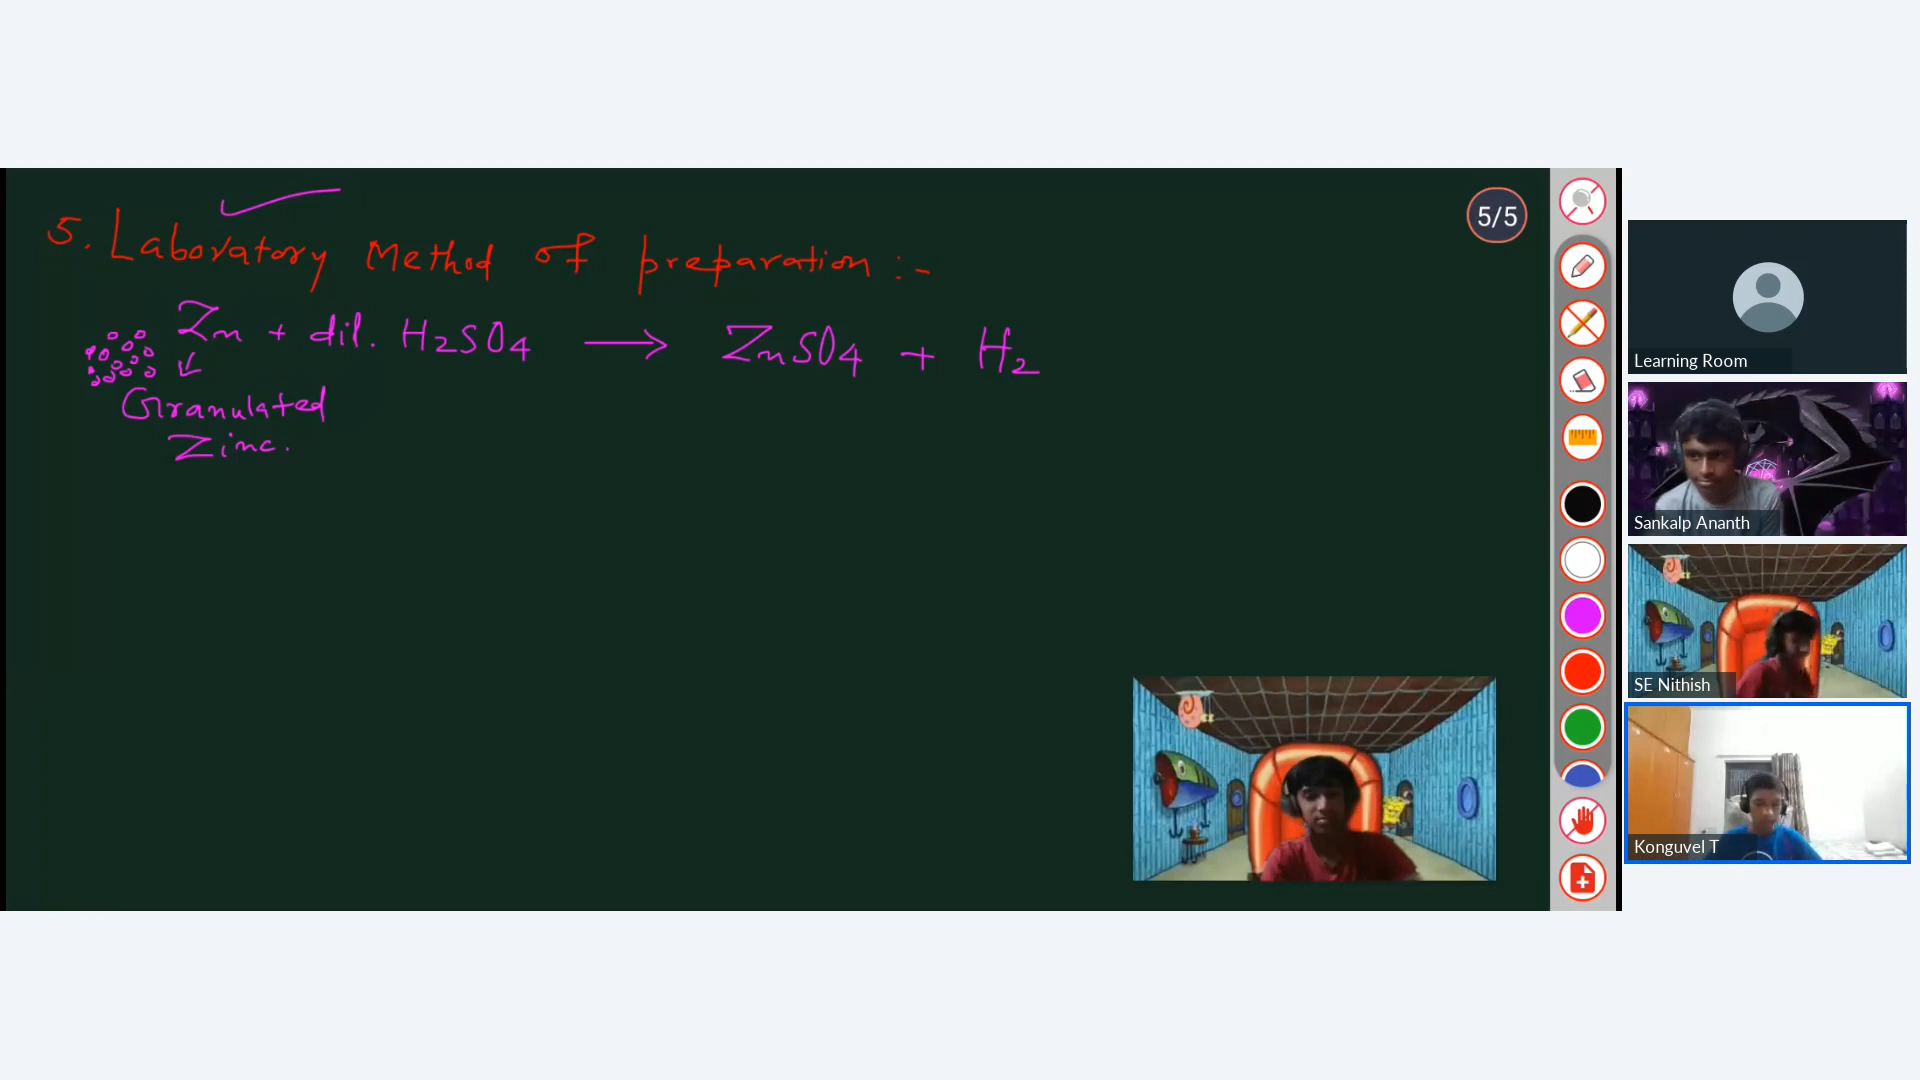 5. Laboratory Method of preparation :-
Zn + dil. H2SO4 → ZnSO4 + H2
Granulated
Zinc.
5/5
Learning Room
Sankalp Ananth
SE Nithish
Konguvel T